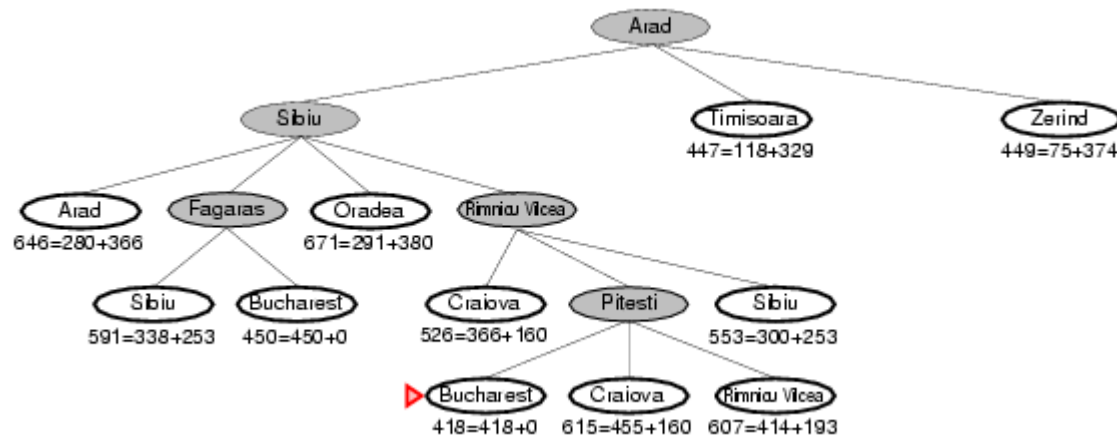 Arad
Sibiu
Timisoara
Zerind
447=118+329
449=75+374
Arad
Fagaras
Oradea
Rimnicu Vilcea
646=280+366
671=291+380
Sibiu
Bucharest
Craiova
Pitesti
Sibiu
591=338+253
450=450+0
526=366+160
553=300+253
Bucharest
Craiova
Rimnicu Vilcea
418=418+0
615=455+160
607=414+193